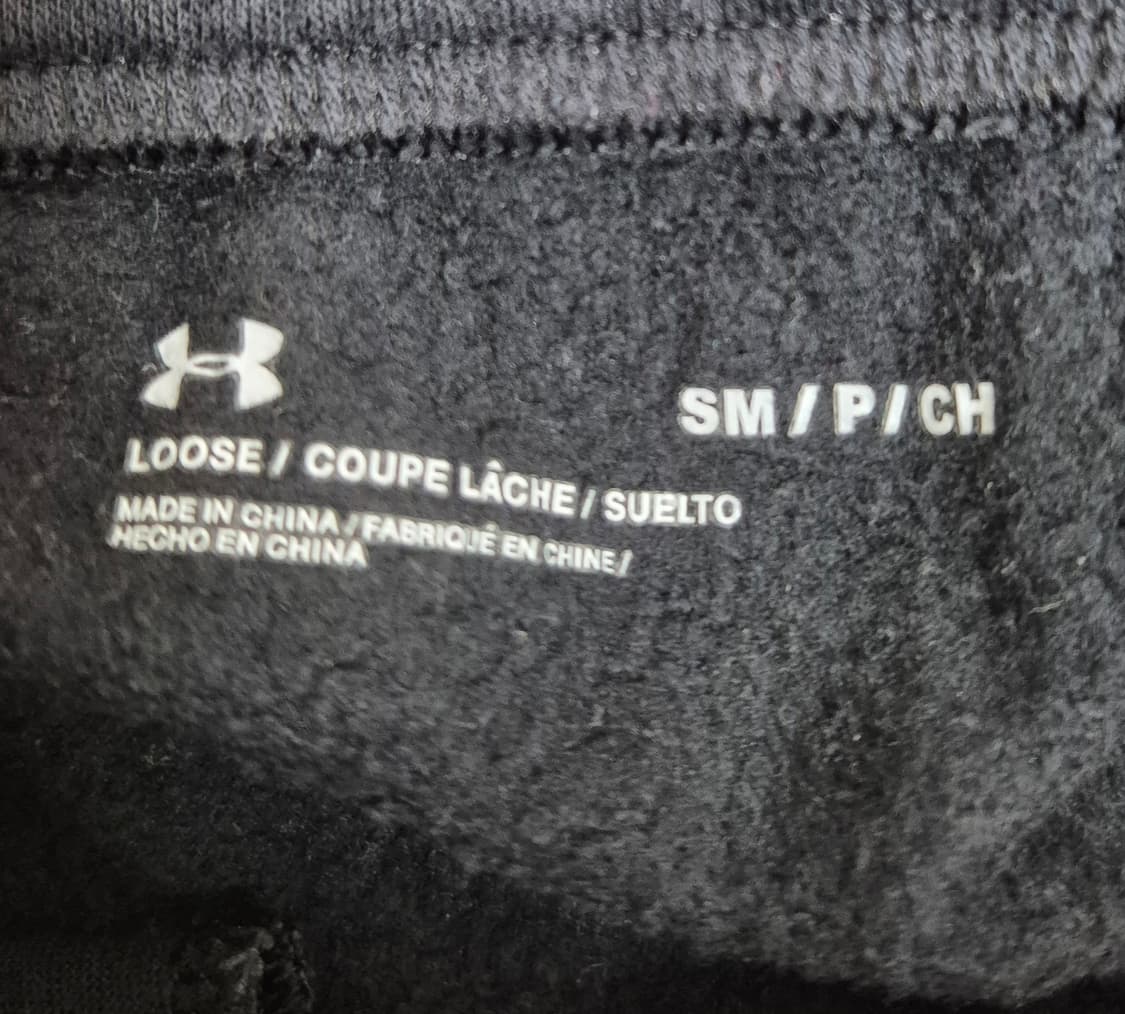 SM / P / CH
LOOSE / COUPE LÂCHE / SUELTO
MADE IN CHINA / FABRIQUÉ EN CHINE /
HECHO EN CHINA